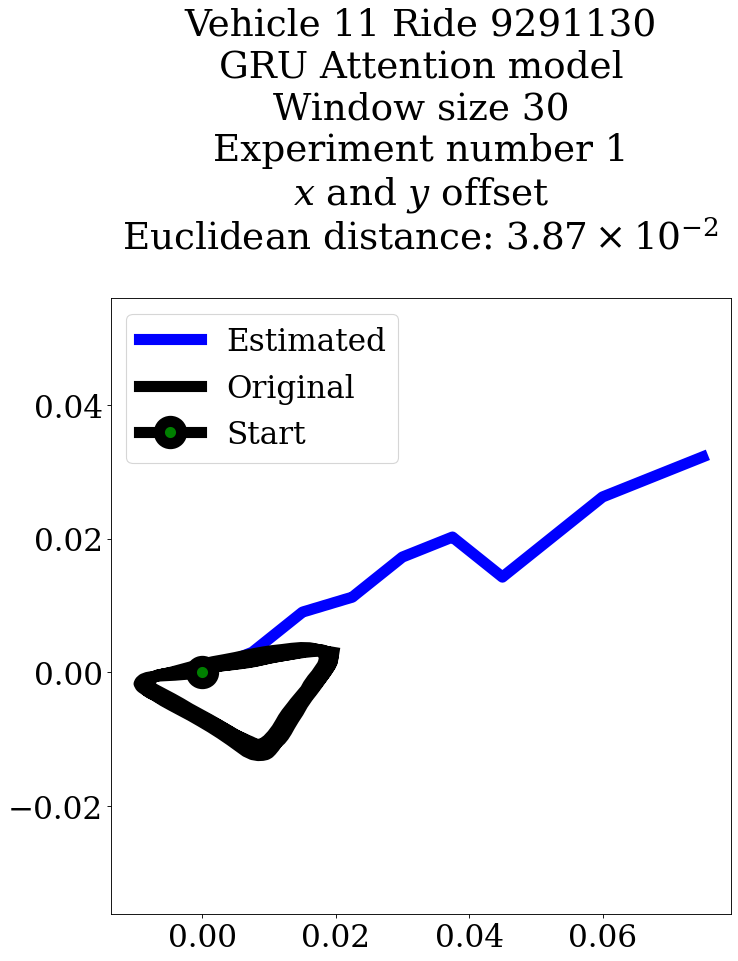 Vehicle 11 Ride 9291130
GRU Attention model
Window size 30
Experiment number 1
x and y offset
Euclidean distance: 3.87 × 10⁻²
Estimated
Original
Start
0.04
0.02
0.00
−0.02
0.00 0.02 0.04 0.06